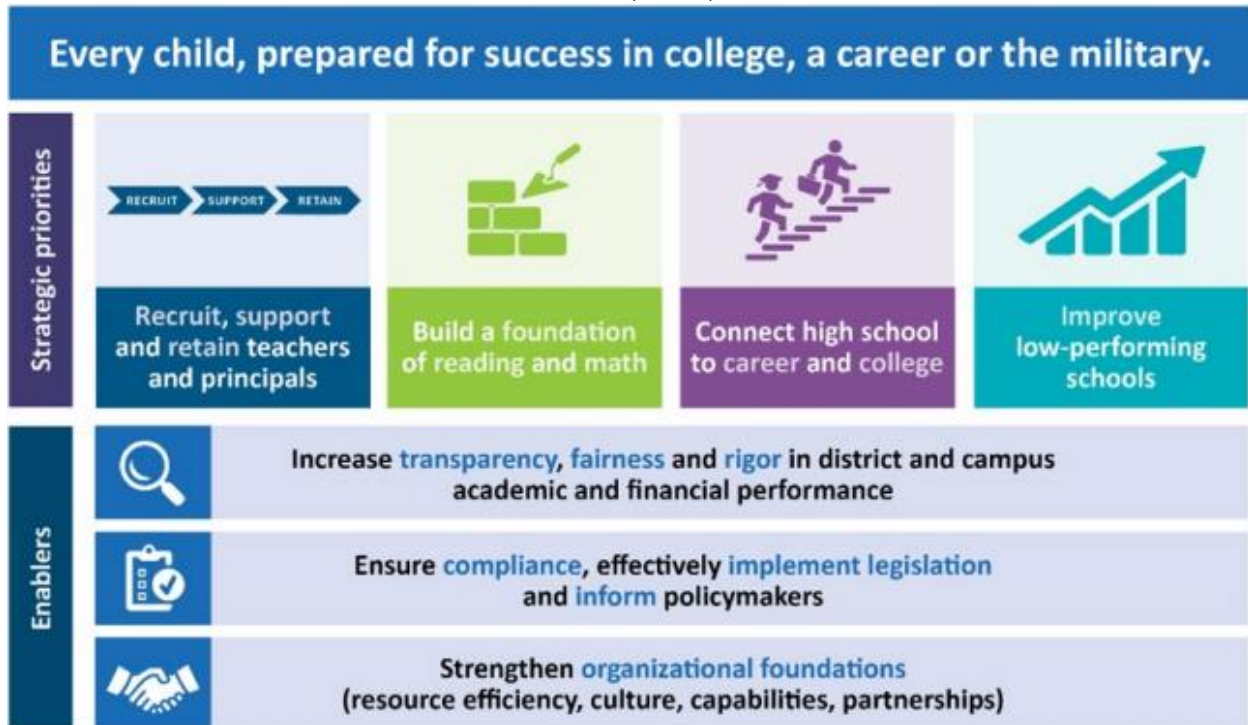 Every child, prepared for success in college, a career or the military.
Strategic priorities
RECRUIT SUPPORT RETAIN
Recruit, support
and retain teachers
and principals
Build a foundation
of reading and math
Connect high school
to career and college
Improve
low-performing
schools
Enablers
Increase transparency, fairness and rigor in district and campus
academic and financial performance
Ensure compliance, effectively implement legislation
and inform policymakers
Strengthen organizational foundations
(resource efficiency, culture, capabilities, partnerships)